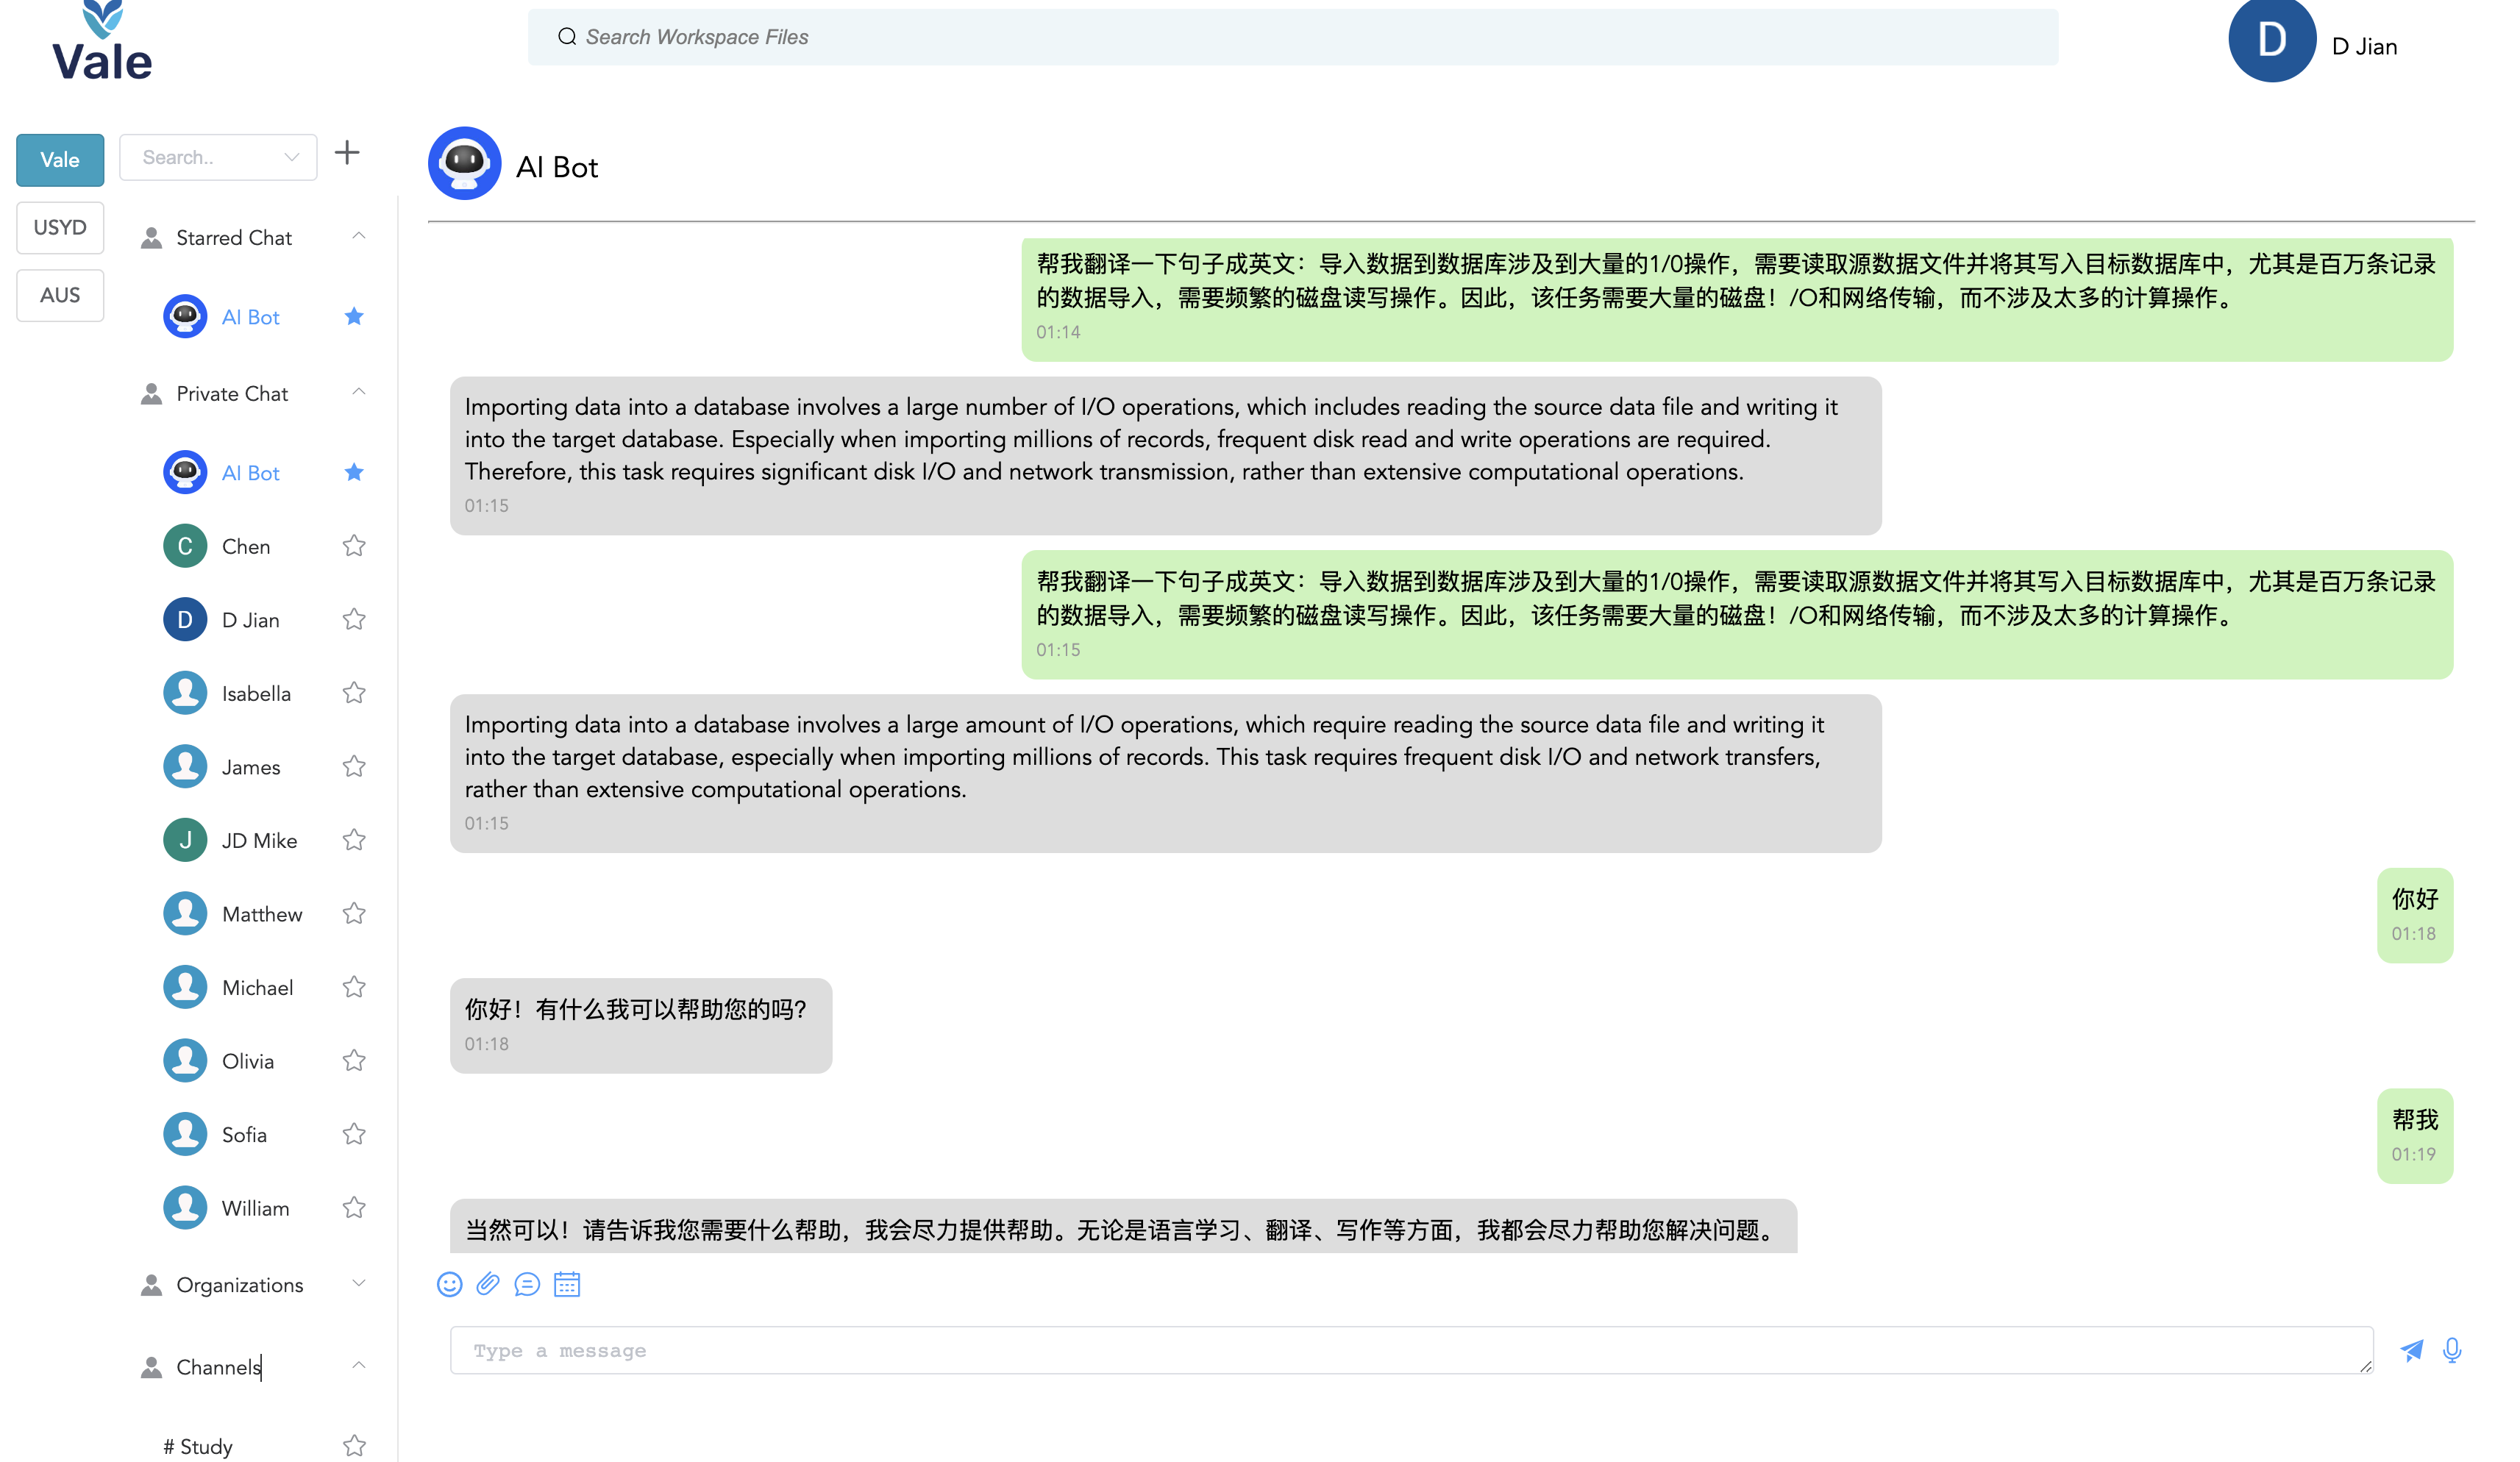 Vale
Search Workspace Files
D
D Jian
Vale
Search..
USYD
AUS
Starred Chat
AI Bot
Private Chat
AI Bot
C
Chen
D
D Jian
Isabella
James
J
JD Mike
Matthew
Michael
Olivia
Sofia
William
Organizations
Channels
# Study
AI Bot
帮我翻译一下句子成英文：导入数据到数据库涉及到大量的1/0操作，需要读取源数据文件并将其写入目标数据库中，尤其是百万条记录
的数据导入，需要频繁的磁盘读写操作。因此，该任务需要大量的磁盘！/O和网络传输，而不涉及太多的计算操作。
01:14
Importing data into a database involves a large number of I/O operations, which includes reading the source data file and writing it
into the target database. Especially when importing millions of records, frequent disk read and write operations are required.
Therefore, this task requires significant disk I/O and network transmission, rather than extensive computational operations.
01:15
帮我翻译一下句子成英文：导入数据到数据库涉及到大量的1/0操作，需要读取源数据文件并将其写入目标数据库中，尤其是百万条记录
的数据导入，需要频繁的磁盘读写操作。因此，该任务需要大量的磁盘！/O和网络传输，而不涉及太多的计算操作。
01:15
Importing data into a database involves a large amount of I/O operations, which require reading the source data file and writing it
into the target database, especially when importing millions of records. This task requires frequent disk I/O and network transfers,
rather than extensive computational operations.
01:15
你好
01:18
你好！有什么我可以帮助您的吗？
01:18
帮我
01:19
当然可以！请告诉我您需要什么帮助，我会尽力提供帮助。无论是语言学习、翻译、写作等方面，我都会尽力帮助您解决问题。
Type a message